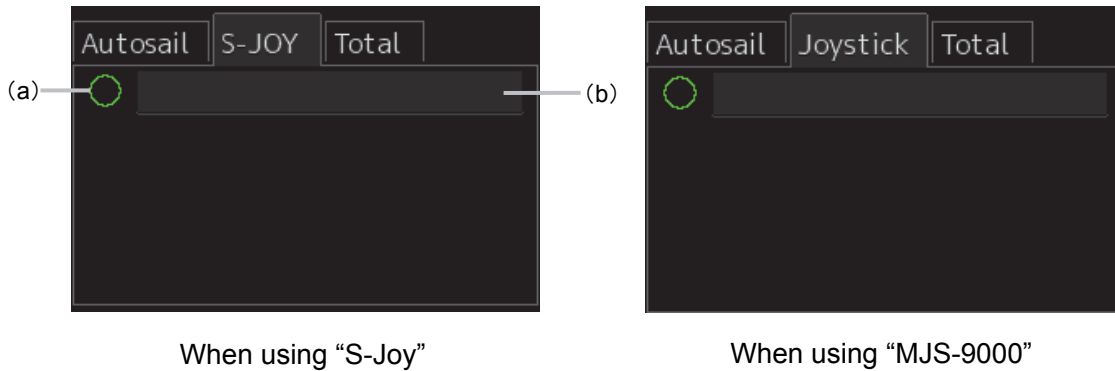 Autosail S-JOY Total
Autosail Joystick Total
(a) (b)
When using “S-Joy”
When using “MJS-9000”